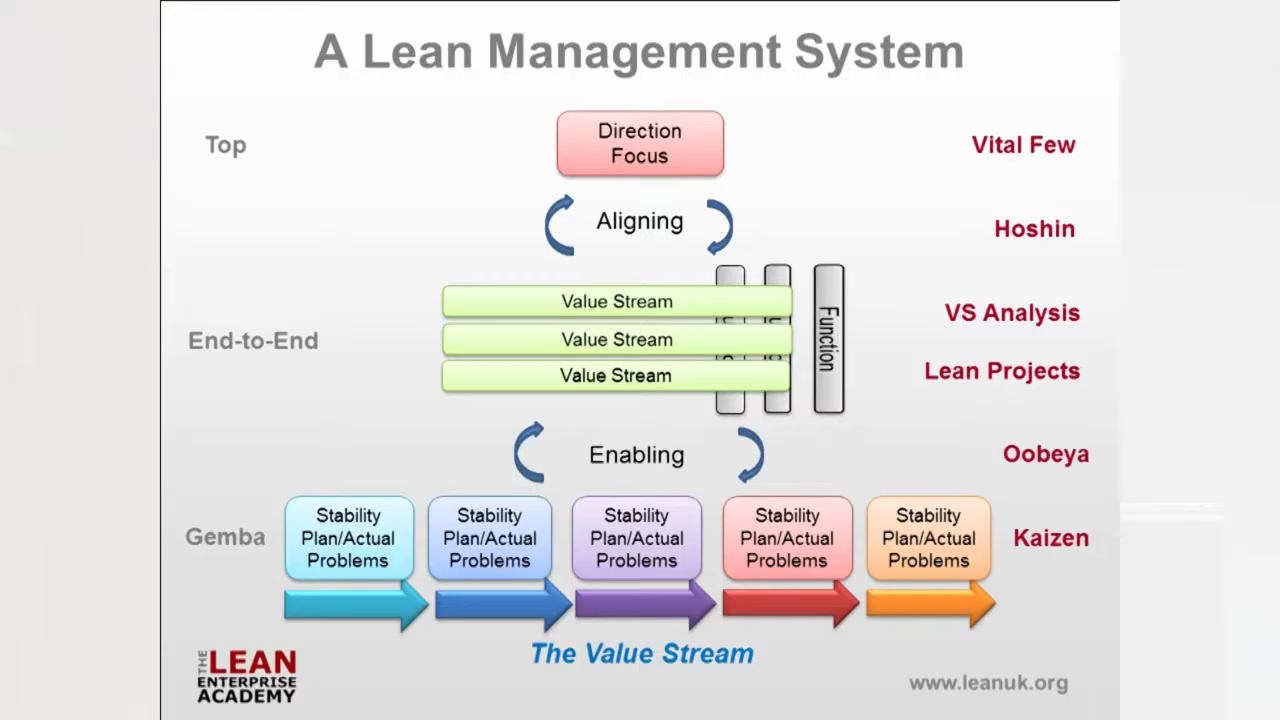 A Lean Management System
Top
Direction
Focus
Vital Few
Aligning
Hoshin
Value Stream
Value Stream
Value Stream
Function
End-to-End
VS Analysis
Lean Projects
Enabling
Oobeya
Gemba
Stability
Plan/Actual
Problems
Stability
Plan/Actual
Problems
Stability
Plan/Actual
Problems
Stability
Plan/Actual
Problems
Stability
Plan/Actual
Problems
Kaizen
The Value Stream
THE LEAN
ENTERPRISE
ACADEMY
www.leanuk.org